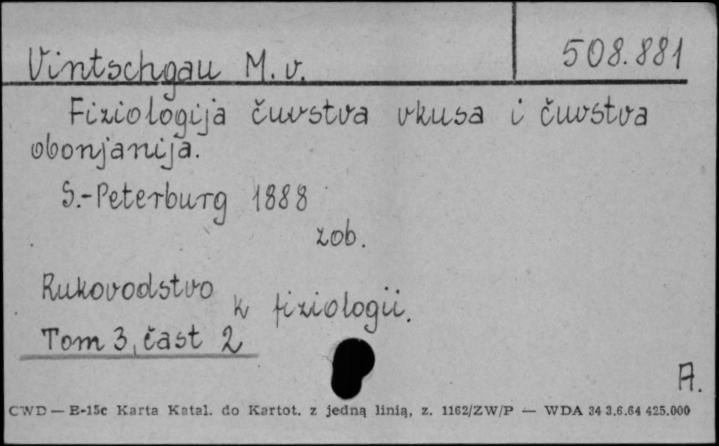 Vintschgau M. v. 508.881
Fiziologija čuvstva vkusa i čuvstva
obonjanija.
S.-Peterburg 1888
zob.
Rukovodstvo k fiziologii.
Tom 3, čast 2
A.
CWD — E-15c Karta Katal. do Kartot. z jedną linią, z. 1162/ZW/P — WDA 34 3.6.64 425.000